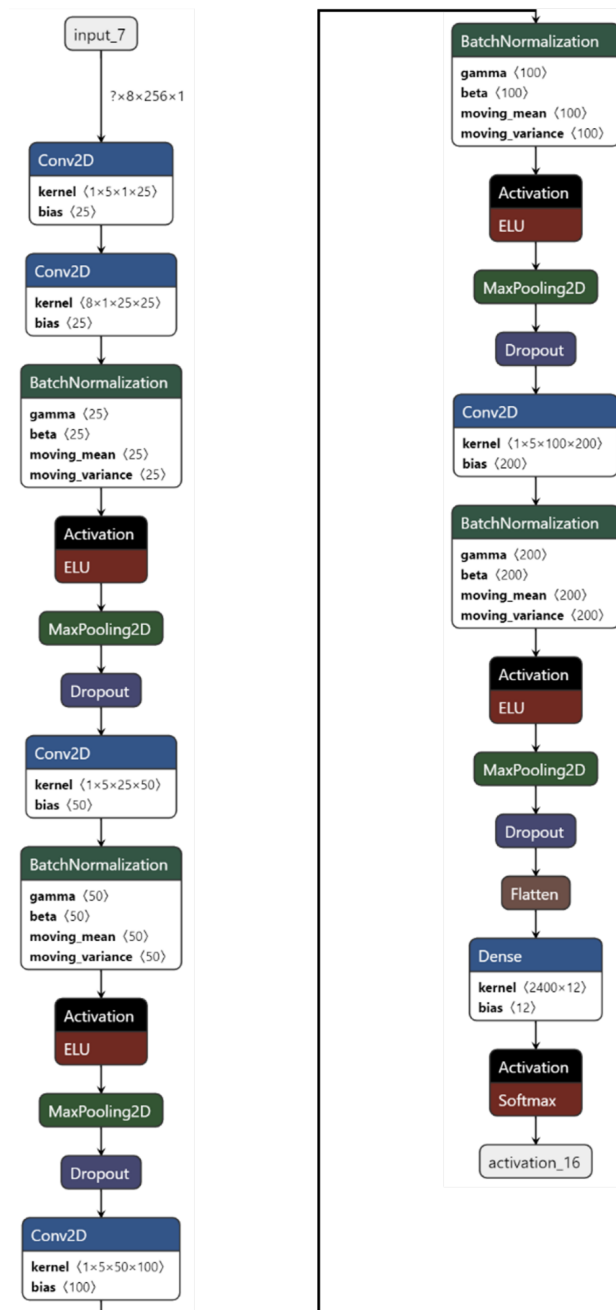 input_7
?×8×256×1
Conv2D
kernel ⟨1×5×1×25⟩
bias ⟨25⟩
Conv2D
kernel ⟨8×1×25×25⟩
bias ⟨25⟩
BatchNormalization
gamma ⟨25⟩
beta ⟨25⟩
moving_mean ⟨25⟩
moving_variance ⟨25⟩
Activation
ELU
MaxPooling2D
Dropout
Conv2D
kernel ⟨1×5×25×50⟩
bias ⟨50⟩
BatchNormalization
gamma ⟨50⟩
beta ⟨50⟩
moving_mean ⟨50⟩
moving_variance ⟨50⟩
Activation
ELU
MaxPooling2D
Dropout
Conv2D
kernel ⟨1×5×50×100⟩
bias ⟨100⟩
BatchNormalization
gamma ⟨100⟩
beta ⟨100⟩
moving_mean ⟨100⟩
moving_variance ⟨100⟩
Activation
ELU
MaxPooling2D
Dropout
Conv2D
kernel ⟨1×5×100×200⟩
bias ⟨200⟩
BatchNormalization
gamma ⟨200⟩
beta ⟨200⟩
moving_mean ⟨200⟩
moving_variance ⟨200⟩
Activation
ELU
MaxPooling2D
Dropout
Flatten
Dense
kernel ⟨2400×12⟩
bias ⟨12⟩
Activation
Softmax
activation_16